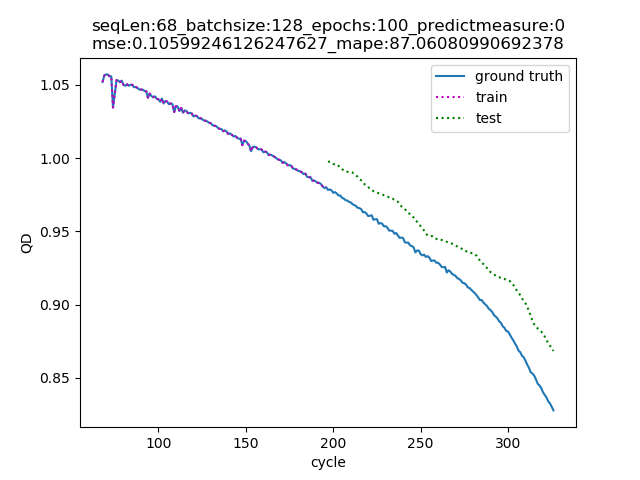 seqLen:68_batchsize:128_epochs:100_predictmeasure:0
mse:0.10599246126247627_mape:87.06080990692378
ground truth
train
test
1.05
1.00
0.95
0.90
0.85
QD
100 150 200 250 300
cycle